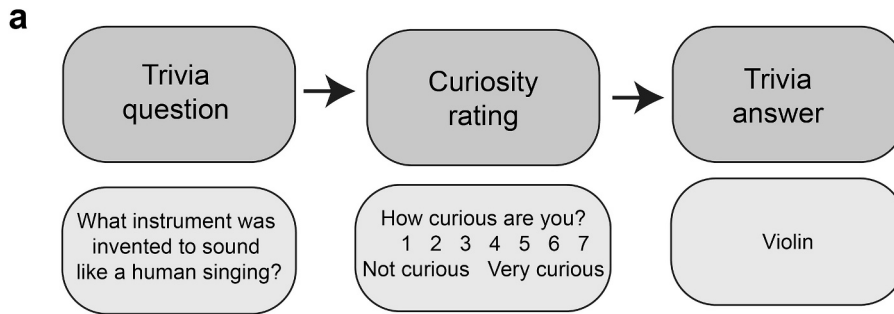 a
Trivia
question
Curiosity
rating
Trivia
answer
What instrument was
invented to sound
like a human singing?
How curious are you?
1 2 3 4 5 6 7
Not curious Very curious
Violin